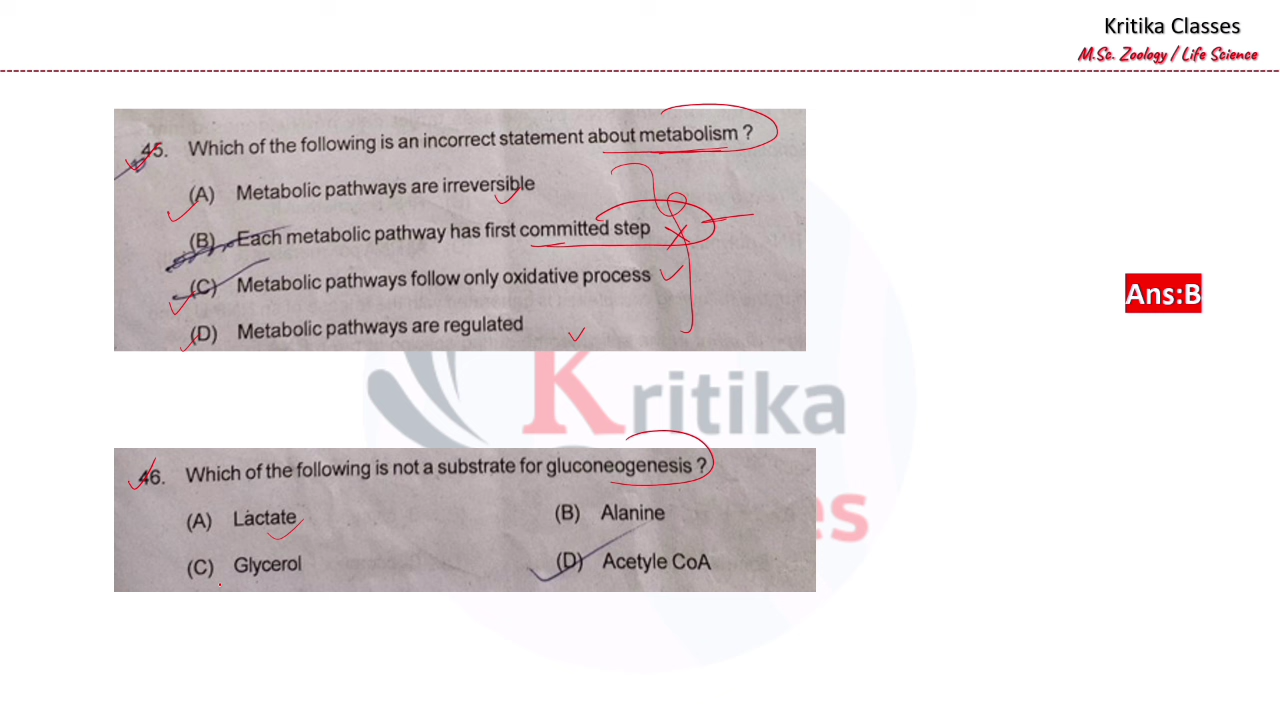 Kritika Classes
M.Sc. Zoology / Life Science
45. Which of the following is an incorrect statement about metabolism ?
(A) Metabolic pathways are irreversible
(B) Each metabolic pathway has first committed step
(C) Metabolic pathways follow only oxidative process
(D) Metabolic pathways are regulated
Ans:B
Kritika
es
46. Which of the following is not a substrate for gluconeogenesis ?
(A) Lactate (B) Alanine
(C) Glycerol (D) Acetyle CoA